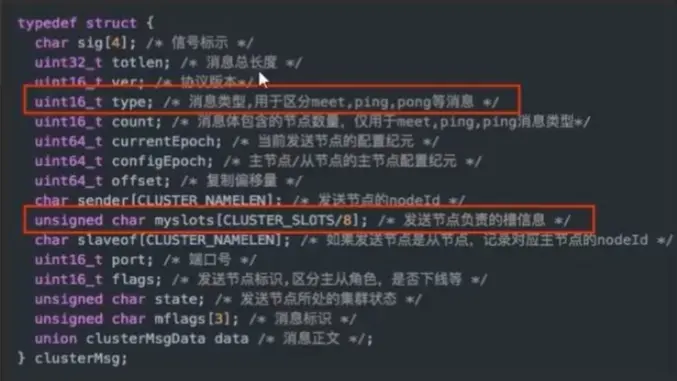 typedef struct {
char sig[4]; /* 信号标示 */
uint32_t totlen; /* 消息总长度 */
uint16_t ver; /* 协议版本*/
uint16_t type; /* 消息类型,用于区分meet,ping,pong等消息 */
uint16_t count; /* 消息体包含的节点数量，仅用于meet,ping,ping消息类型*/
uint64_t currentEpoch; /* 当前发送节点的配置纪元 */
uint64_t configEpoch; /* 主节点/从节点的主节点配置纪元 */
uint64_t offset; /* 复制偏移量 */
char sender[CLUSTER_NAMELEN]; /* 发送节点的nodeId */
unsigned char myslots[CLUSTER_SLOTS/8]; /* 发送节点负责的槽信息 */
char slaveof[CLUSTER_NAMELEN]; /* 如果发送节点是从节点，记录对应主节点的nodeId */
uint16_t port; /* 端口号 */
uint16_t flags; /* 发送节点标识,区分主从角色，是否下线等 */
unsigned char state; /* 发送节点所处的集群状态 */
unsigned char mflags[3]; /* 消息标识 */
union clusterMsgData data /* 消息正文 */;
} clusterMsg;